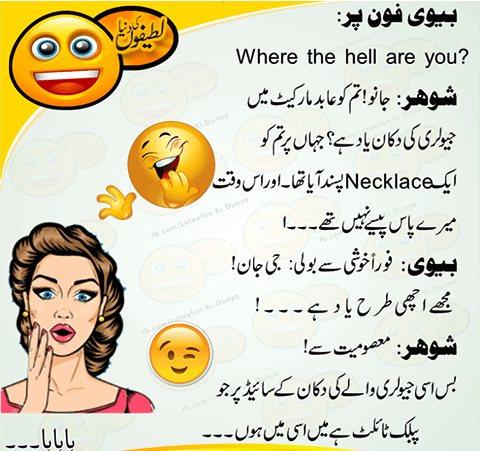 لطیفوں کی دنیا
بیوی فون پر:
Where the hell are you?
شوہر: جانو! تم کو عابد مارکیٹ میں
جیولری کی دکان یاد ہے؟ جہاں پر تم کو
ایک Necklace پسند آیا تھا۔ اور اس وقت
میرے پاس پیسے نہیں تھے۔۔۔!
بیوی: فوراً خوشی سے بولی: جی جان!
مجھے اچھی طرح یاد ہے ۔ ۔ ۔ !
شوہر: معصومیت سے!
بس اسی جیولری والے کی دکان کے سائیڈ پر جو
پبلک ٹائلٹ ہے میں اسی میں ہوں ۔۔۔
ہاہاہا۔۔۔
fb.com/Lateefon.Ki.Dunya